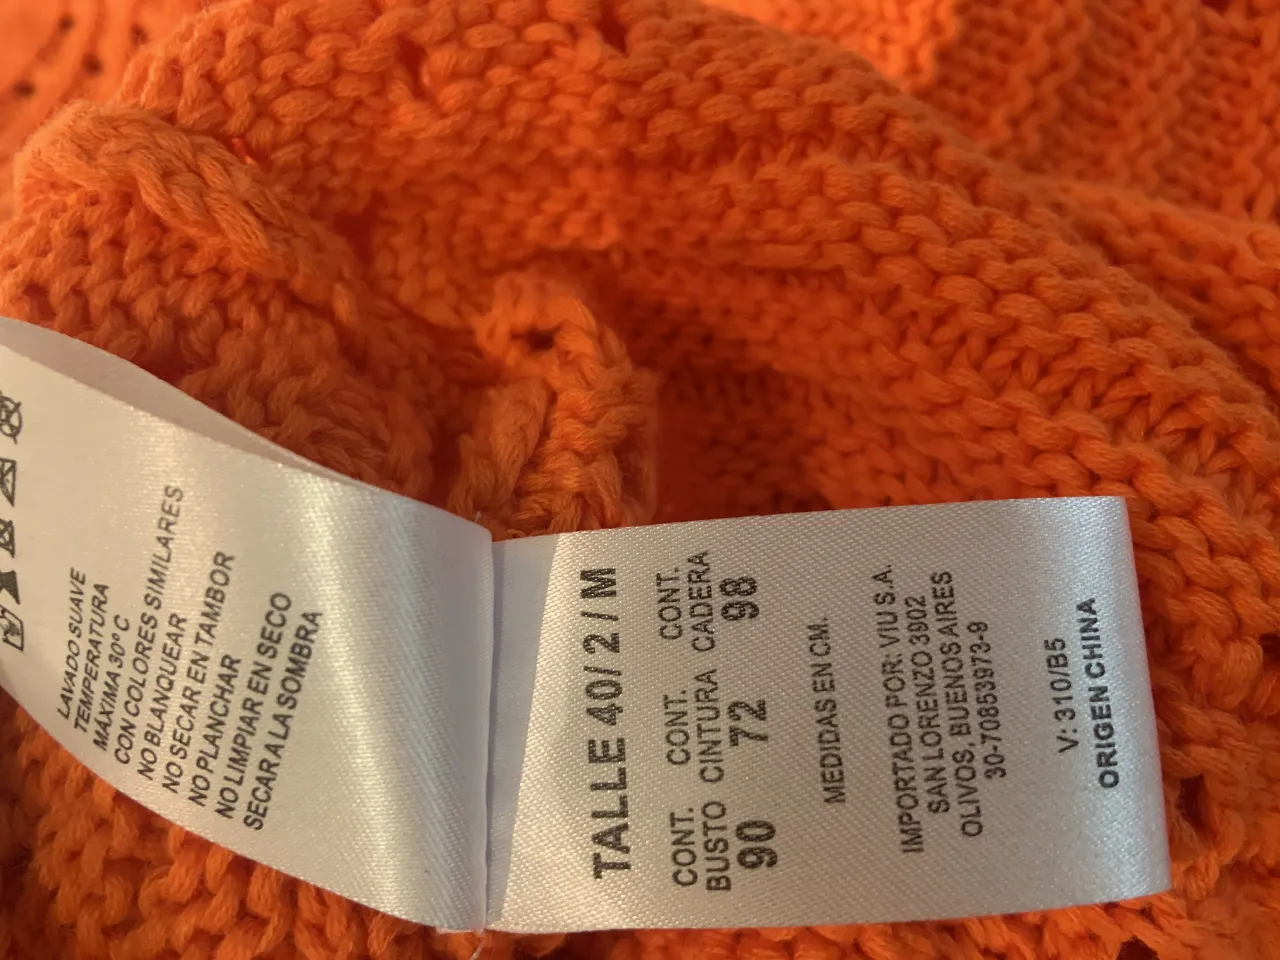 LAVADO SUAVE
TEMPERATURA
MÁXIMA 30º C
CON COLORES SIMILARES
NO BLANQUEAR
NO SECAR EN TAMBOR
NO PLANCHAR
NO LIMPIAR EN SECO
SECAR A LA SOMBRA
TALLE 40/ 2 / M
CONT. CONT. CONT.
BUSTO CINTURA CADERA
90 72 98
MEDIDAS EN CM.
IMPORTADO POR: VIU S.A.
SAN LORENZO 3902
OLIVOS, BUENOS AIRES
30-70853973-9
V: 310/B5
ORIGEN CHINA